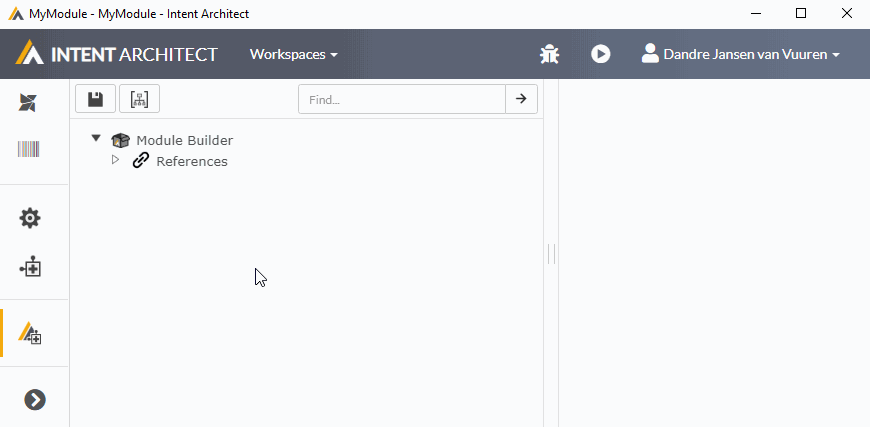 MyModule - MyModule - Intent Architect
INTENT ARCHITECT Workspaces Dandre Jansen van Vuuren
Find...
Module Builder
References